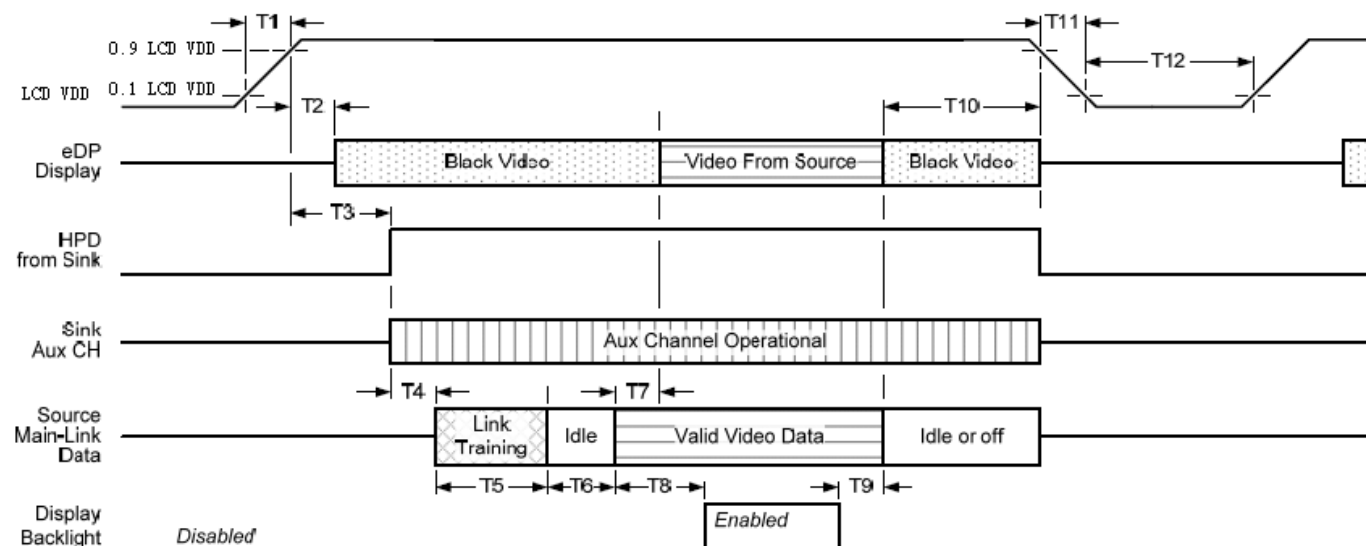 T1
T11
0.9 LCD VDD
T12
LCD VDD
0.1 LCD VDD
T2
T10
eDP
Display
Black Video
Video From Source
Black Video
T3
HPD
from Sink
Sink
Aux CH
Aux Channel Operational
T4
T7
Source
Main-Link
Data
Link
Training
Idle
Valid Video Data
Idle or off
T5
T6
T8
T9
Display
Backlight
Disabled
Enabled